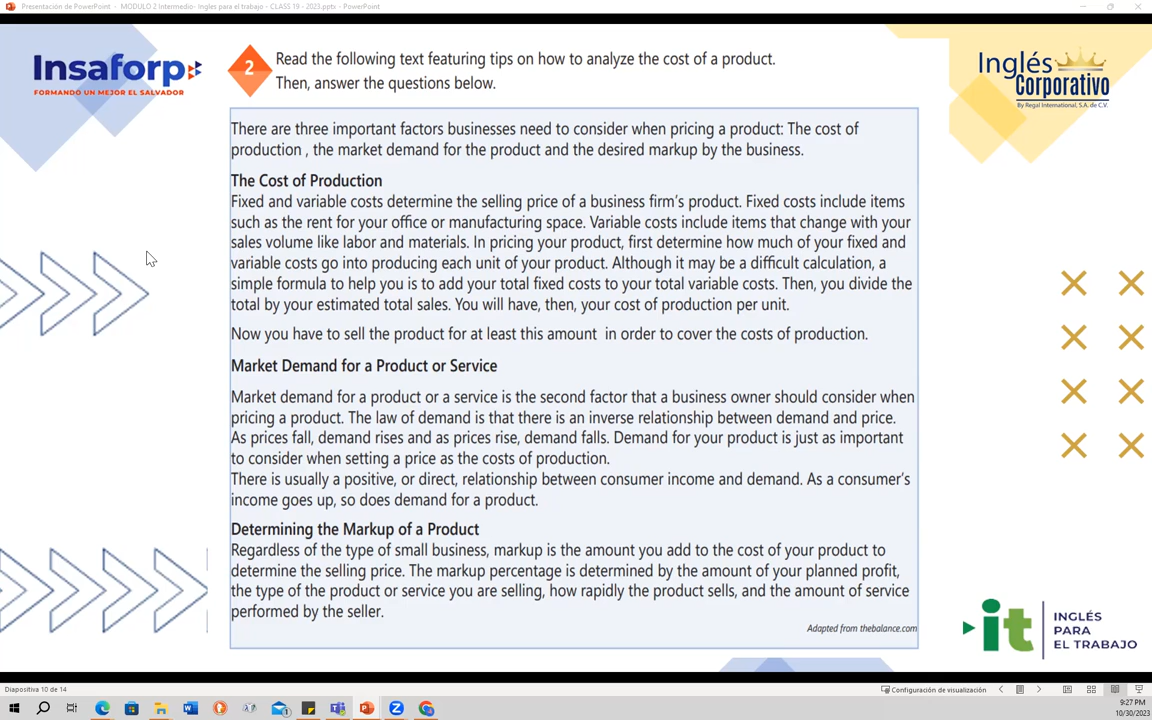 Presentación de PowerPoint - MODULO 2 Intermedio- Ingles para el trabajo - CLASS 19 - 2023.pptx - PowerPoint
Insaforp
FORMANDO UN MEJOR EL SALVADOR
2
Read the following text featuring tips on how to analyze the cost of a product.
Then, answer the questions below.
Inglés
Corporativo
By Regal International, S.A. de C.V.
There are three important factors businesses need to consider when pricing a product: The cost of
production , the market demand for the product and the desired markup by the business.
The Cost of Production
Fixed and variable costs determine the selling price of a business firm's product. Fixed costs include items
such as the rent for your office or manufacturing space. Variable costs include items that change with your
sales volume like labor and materials. In pricing your product, first determine how much of your fixed and
variable costs go into producing each unit of your product. Although it may be a difficult calculation, a
simple formula to help you is to add your total fixed costs to your total variable costs. Then, you divide the
total by your estimated total sales. You will have, then, your cost of production per unit.
Now you have to sell the product for at least this amount in order to cover the costs of production.
Market Demand for a Product or Service
Market demand for a product or a service is the second factor that a business owner should consider when
pricing a product. The law of demand is that there is an inverse relationship between demand and price.
As prices fall, demand rises and as prices rise, demand falls. Demand for your product is just as important
to consider when setting a price as the costs of production.
There is usually a positive, or direct, relationship between consumer income and demand. As a consumer's
income goes up, so does demand for a product.
Determining the Markup of a Product
Regardless of the type of small business, markup is the amount you add to the cost of your product to
determine the selling price. The markup percentage is determined by the amount of your planned profit,
the type of the product or service you are selling, how rapidly the product sells, and the amount of service
performed by the seller.
Adapted from thebalance.com
it
INGLÉS
PARA
EL TRABAJO
Diapositiva 10 de 14
Configuración de visualización
9:27 PM
10/30/2023